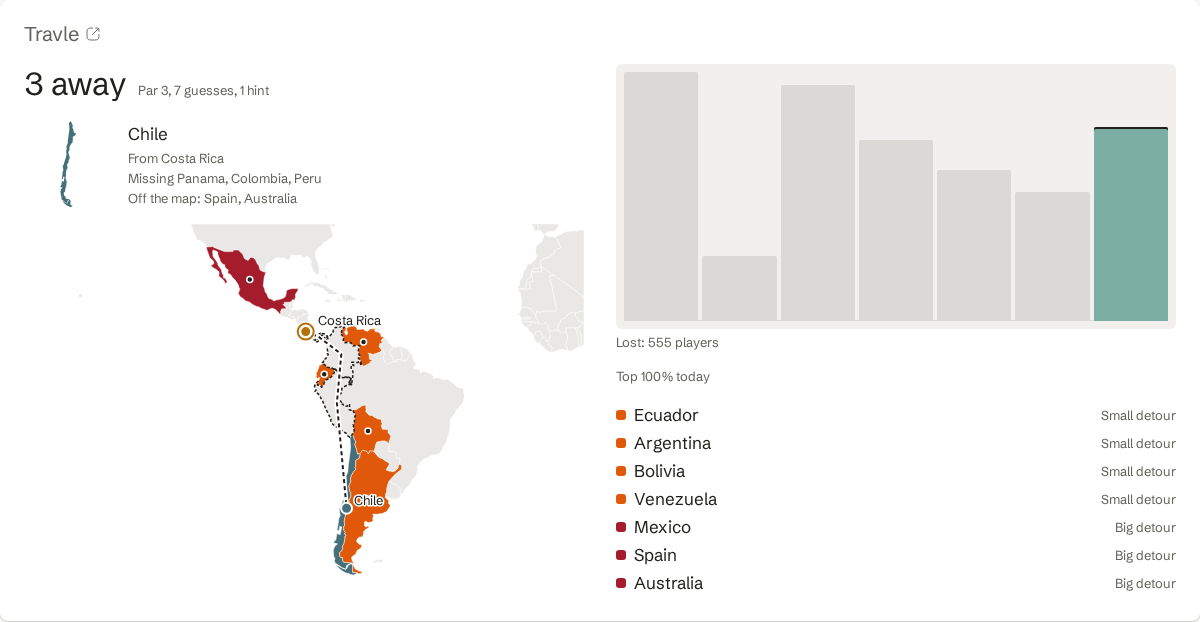 Travle
3 away Par 3, 7 guesses, 1 hint
Chile
From Costa Rica
Missing Panama, Colombia, Peru
Off the map: Spain, Australia
Costa Rica
Chile
Lost: 555 players
Top 100% today
Ecuador Small detour
Argentina Small detour
Bolivia Small detour
Venezuela Small detour
Mexico Big detour
Spain Big detour
Australia Big detour